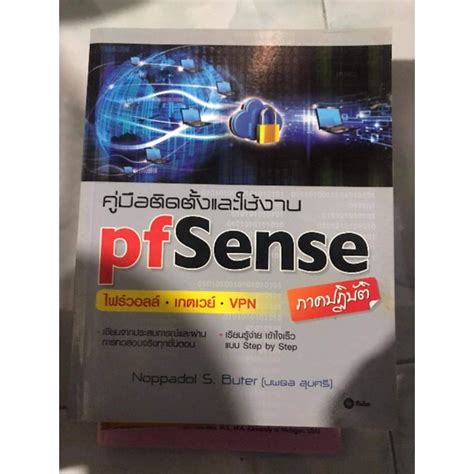 คู่มือติดตั้งและใช้งาน
pfSense
ไฟร์วอลล์ • เกตเวย์ • VPN
ภาคปฏิบัติ
• เขียนจากประสบการณ์และผ่าน
การทดสอบจริงทุกขั้นตอน
• เรียนรู้ง่าย เข้าใจเร็ว
แบบ Step by Step
Noppadol S. Buter (นพดล สุบุตร์)